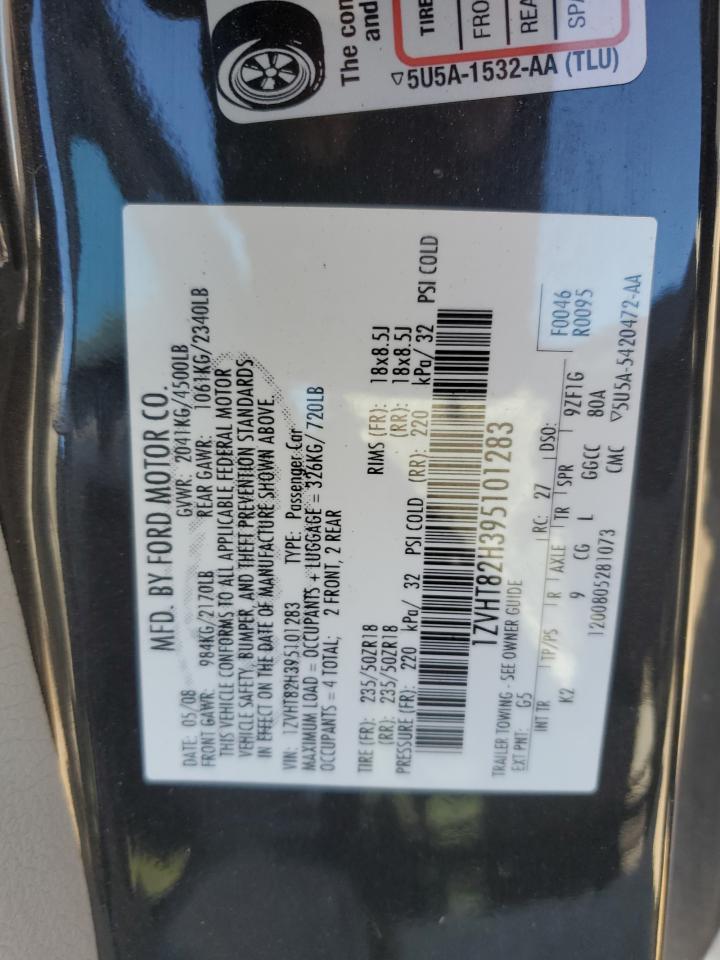 The con
and
TIRE
FRO
REA
SPA
▽5U5A-1532-AA (TLU)
MFD. BY FORD MOTOR CO.
DATE: 05/08 GVWR: 2041KG/4500LB
FRONT GAWR: 984KG/2170LB REAR GAWR: 1061KG/2340LB
THIS VEHICLE CONFORMS TO ALL APPLICABLE FEDERAL MOTOR
VEHICLE SAFETY, BUMPER, AND THEFT PREVENTION STANDARDS
IN EFFECT ON THE DATE OF MANUFACTURE SHOWN ABOVE.
VIN: 1ZVHT82H395101283 TYPE: Passenger Car
MAXIMUM LOAD = OCCUPANTS + LUGGAGE = 326KG/ 720LB
OCCUPANTS = 4 TOTAL; 2 FRONT, 2 REAR
TIRE (FR): 235/50ZR18 RIMS (FR): 18x8.5J
(RR): 235/50ZR18 (RR): 18x8.5J
PRESSURE (FR): 220 kPa/ 32 PSI COLD (RR): 220 kPa/ 32 PSI COLD
1ZVHT82H395101283
TRAILER TOWING - SEE OWNER GUIDE
EXT PNT: G5 RC: 27 DSO: F0046
R0095
INT TR TP/PS R AXLE TR SPR 9ZF1G
K2 9 CG L GGCC 80A
1200805281073 CMC ▽5U5A-5420472-AA